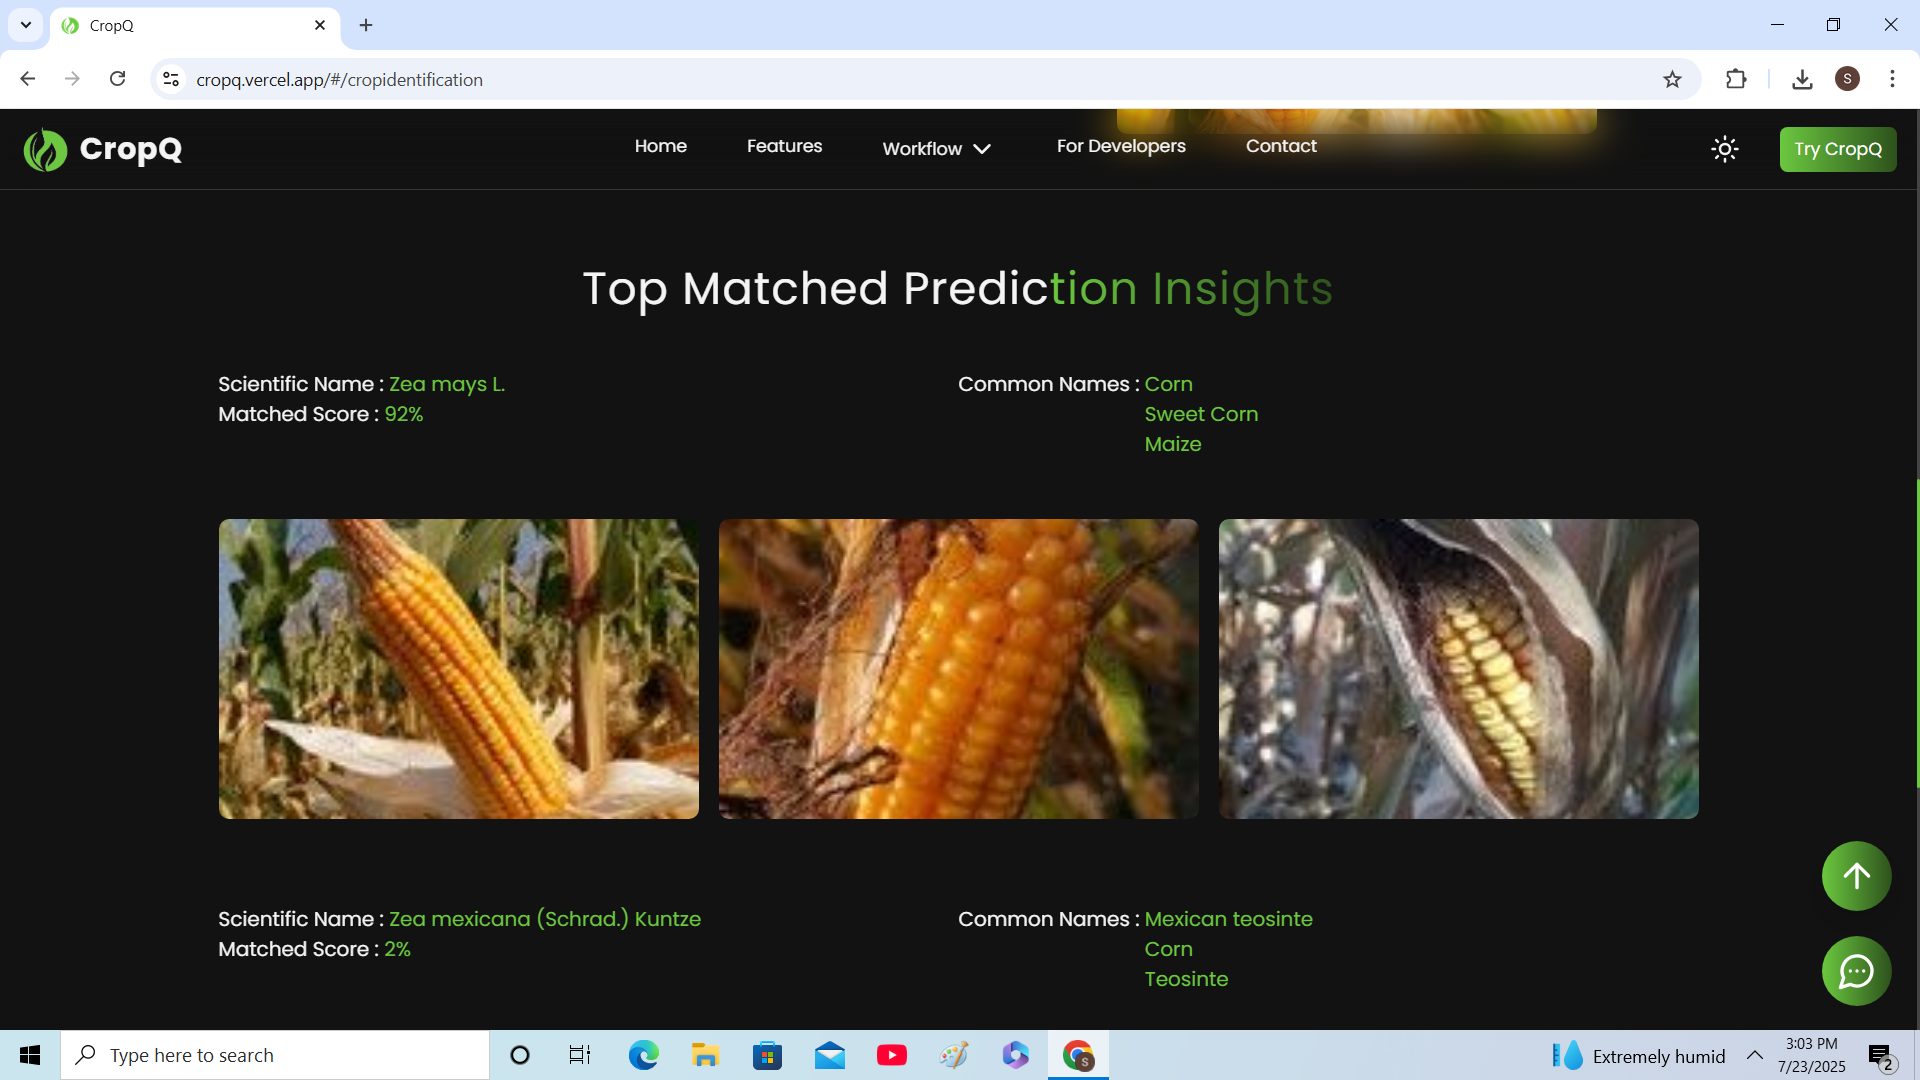 CropQ
cropq.vercel.app/#/cropidentification
S
CropQ
Home
Features
Workflow
For Developers
Contact
Try CropQ
Top Matched Prediction Insights
Scientific Name : Zea mays L.
Matched Score : 92%
Common Names : Corn
Sweet Corn
Maize
Scientific Name : Zea mexicana (Schrad.) Kuntze
Matched Score : 2%
Common Names : Mexican teosinte
Corn
Teosinte
Type here to search
S
Extremely humid
3:03 PM
7/23/2025
2